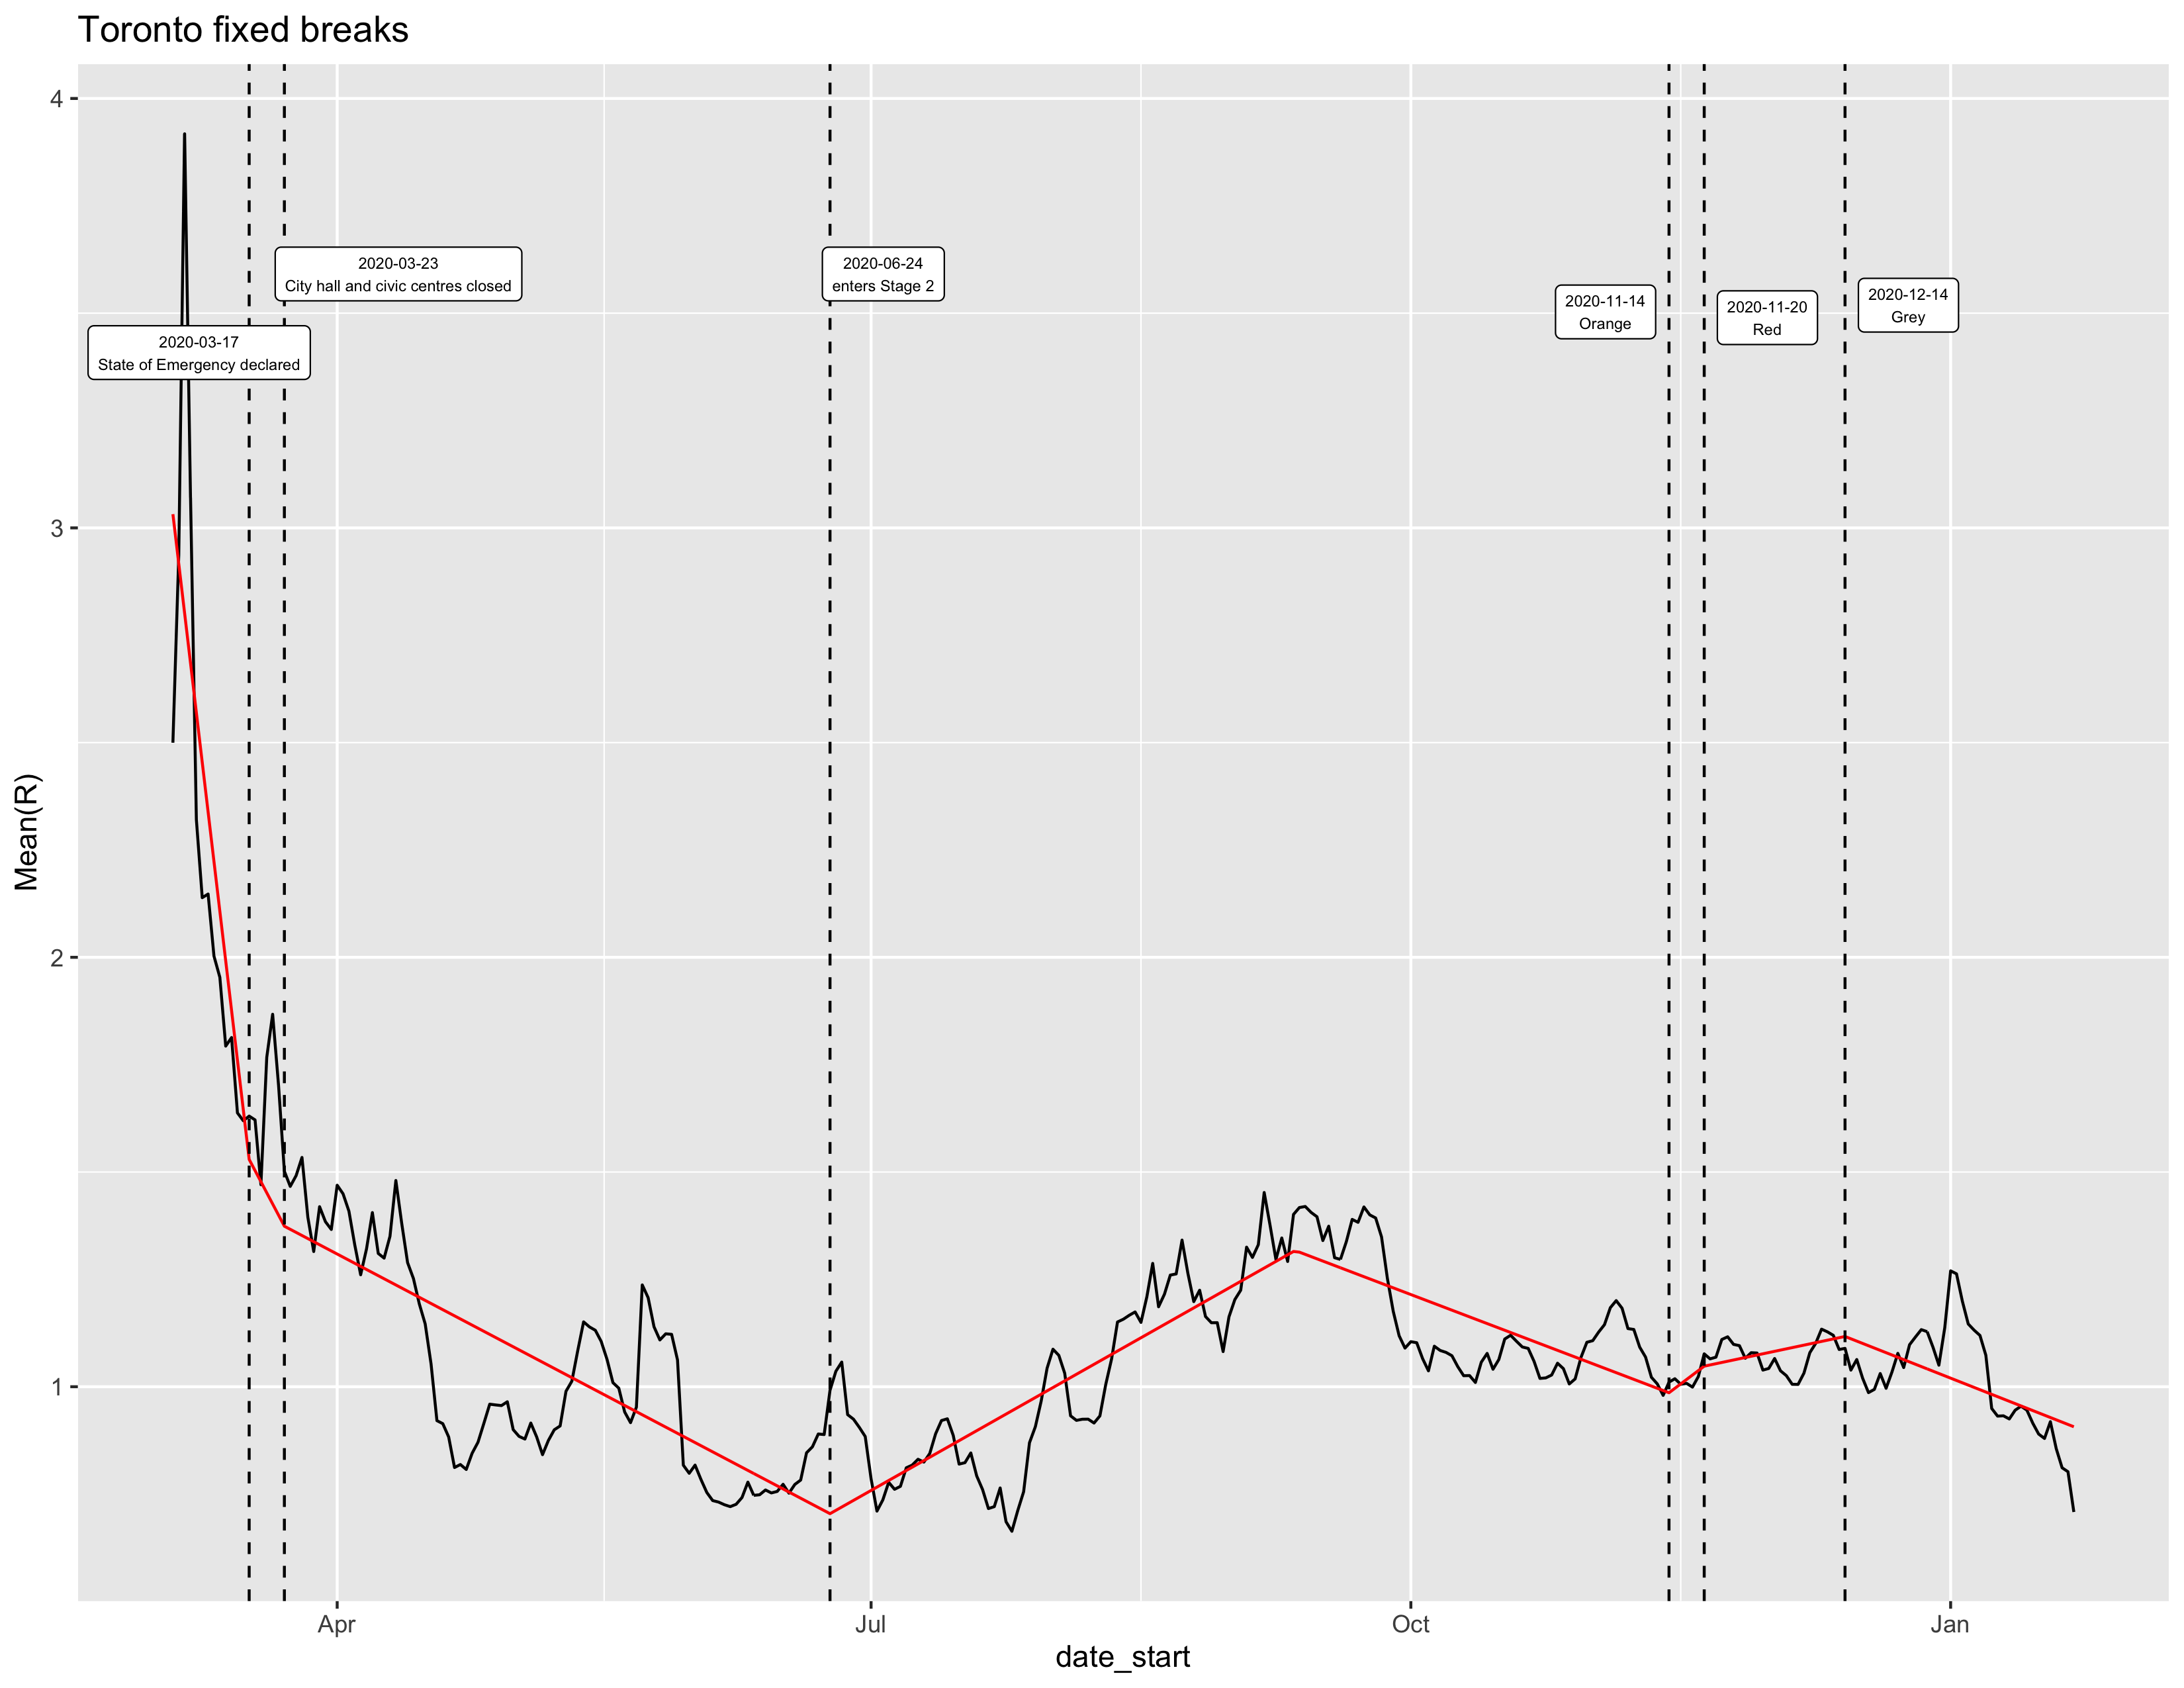 Toronto fixed breaks
4
3
2
1
Mean(R)
2020-03-17
State of Emergency declared
2020-03-23
City hall and civic centres closed
2020-06-24
enters Stage 2
2020-11-14
Orange
2020-11-20
Red
2020-12-14
Grey
Apr
Jul
Oct
Jan
date_start